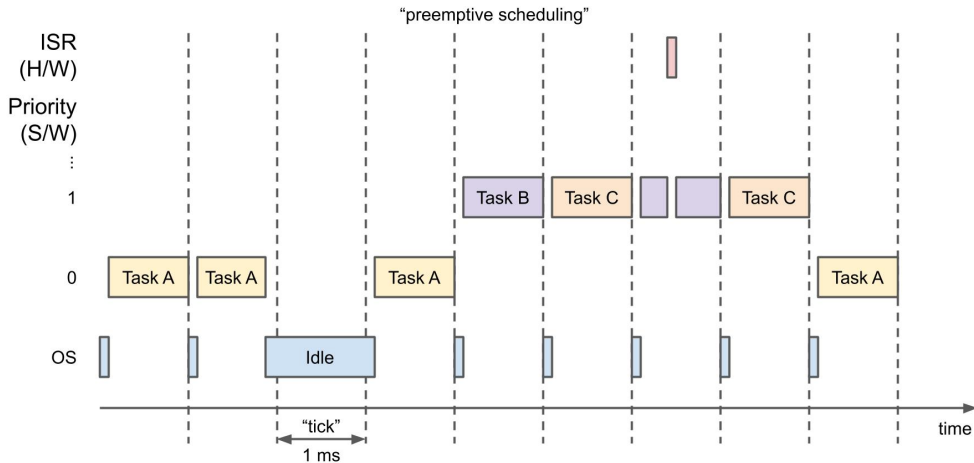 “preemptive scheduling”
ISR
(H/W)
Priority
(S/W)
⋮
1
Task B
Task C
Task C
0
Task A
Task A
Task A
Task A
OS
Idle
“tick”
1 ms
time